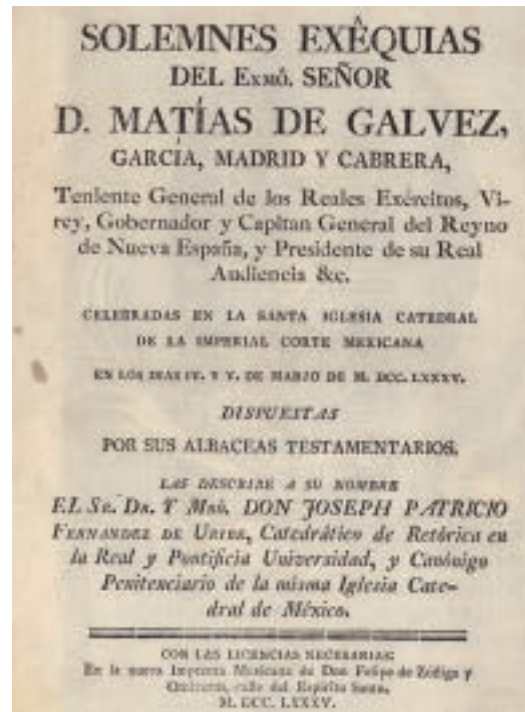 SOLEMNES EXÊQUIAS
DEL EXMÔ. SEÑOR
D. MATÍAS DE GALVEZ,
GARCÍA, MADRID Y CABRERA,
Teniente General de los Reales Exércitos, Vi-
rey, Gobernador y Capitan General del Reyno
de Nueva España, y Presidente de su Real
Audiencia &c.
CELEBRADAS EN LA SANTA IGLESIA CATEDRAL
DE LA IMPERIAL CORTE MEXICANA
EN LOS DIAS IV. Y V. DE MARZO DE M. DCC. LXXXV.
DISPUESTAS
POR SUS ALBACEAS TESTAMENTARIOS.
LAS DESCRIBE A SU NOMBRE
EL SR. DR. Y MRÔ. DON JOSEPH PATRICIO
FERNANDEZ DE URIBE, Catedrático de Retórica en
la Real y Pontificia Universidad, y Canónigo
Penitenciario de la misma Iglesia Cate-
dral de México.
CON LAS LICENCIAS NECESARIAS:
En la nueva Imprenta Mexicana de Don Felipe de Zúñiga y
Ontiveros, calle del Espíritu Santo,
M. DCC. LXXXV.